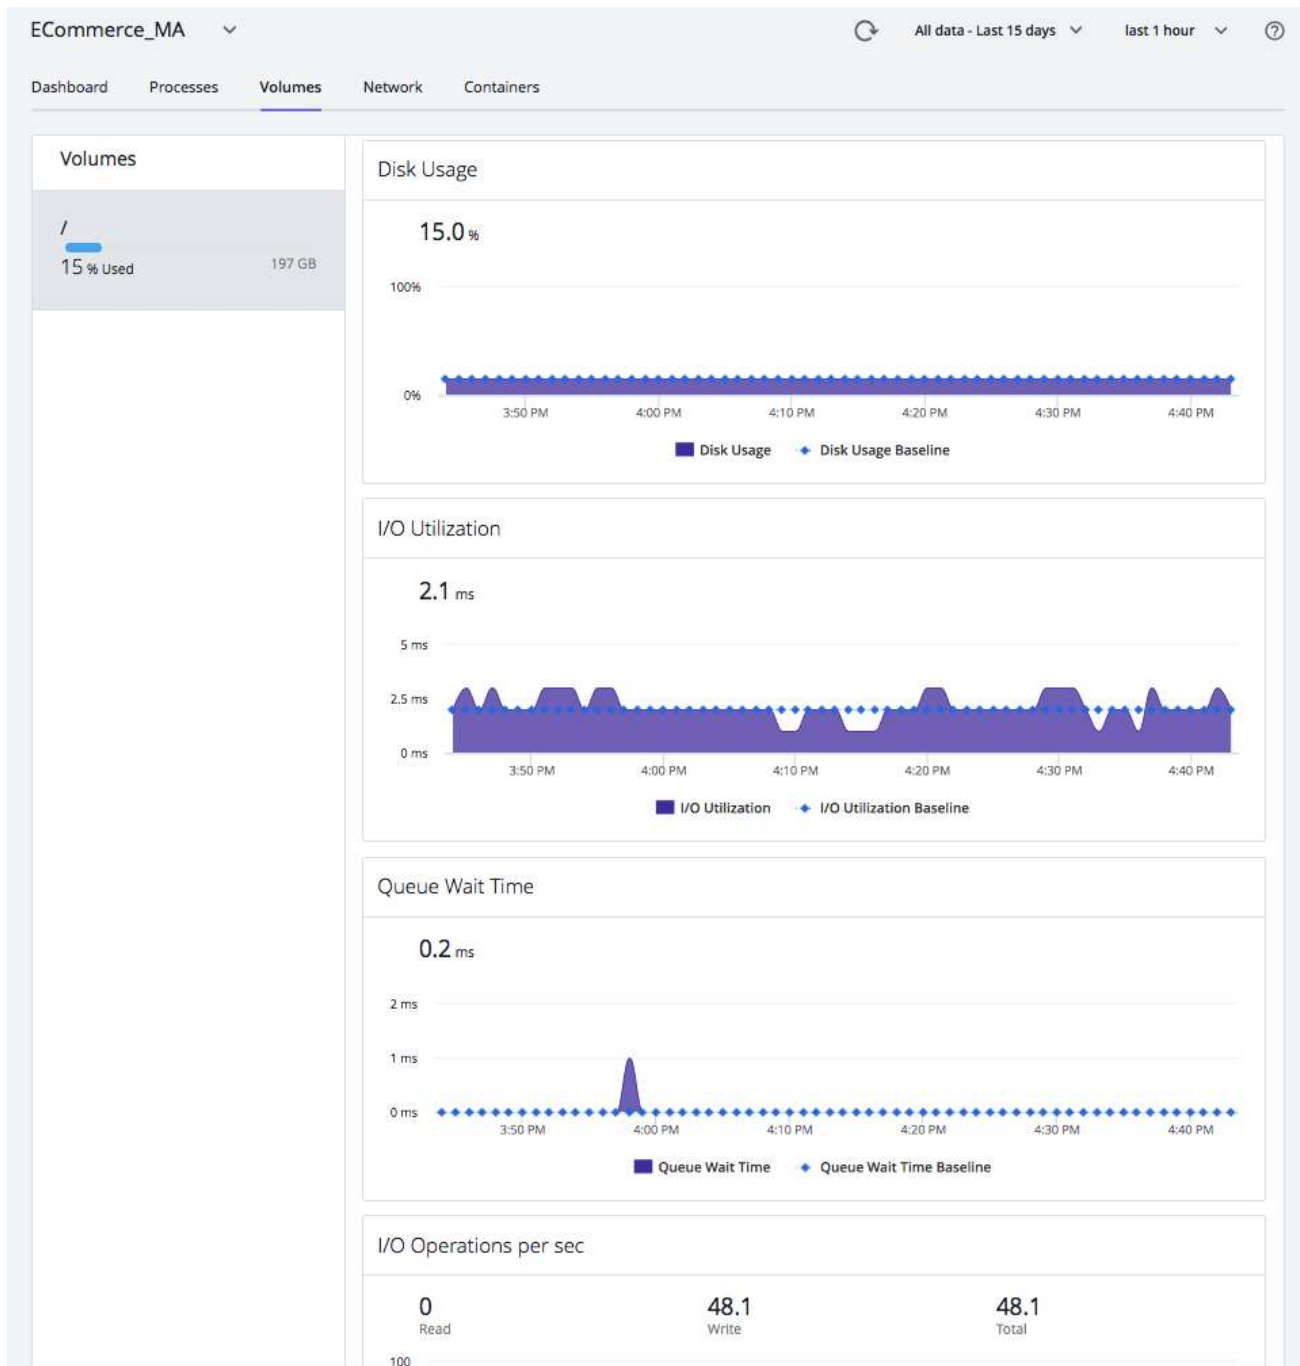 ECommerce_MA
All data - Last 15 days
last 1 hour
?
Dashboard Processes Volumes Network Containers
Volumes
/
15 % Used 197 GB
Disk Usage
15.0 %
100%
0%
3:50 PM 4:00 PM 4:10 PM 4:20 PM 4:30 PM 4:40 PM
Disk Usage Disk Usage Baseline
I/O Utilization
2.1 ms
5 ms
2.5 ms
0 ms
3:50 PM 4:00 PM 4:10 PM 4:20 PM 4:30 PM 4:40 PM
I/O Utilization I/O Utilization Baseline
Queue Wait Time
0.2 ms
2 ms
1 ms
0 ms
3:50 PM 4:00 PM 4:10 PM 4:20 PM 4:30 PM 4:40 PM
Queue Wait Time Queue Wait Time Baseline
I/O Operations per sec
0 48.1 48.1
Read Write Total
100